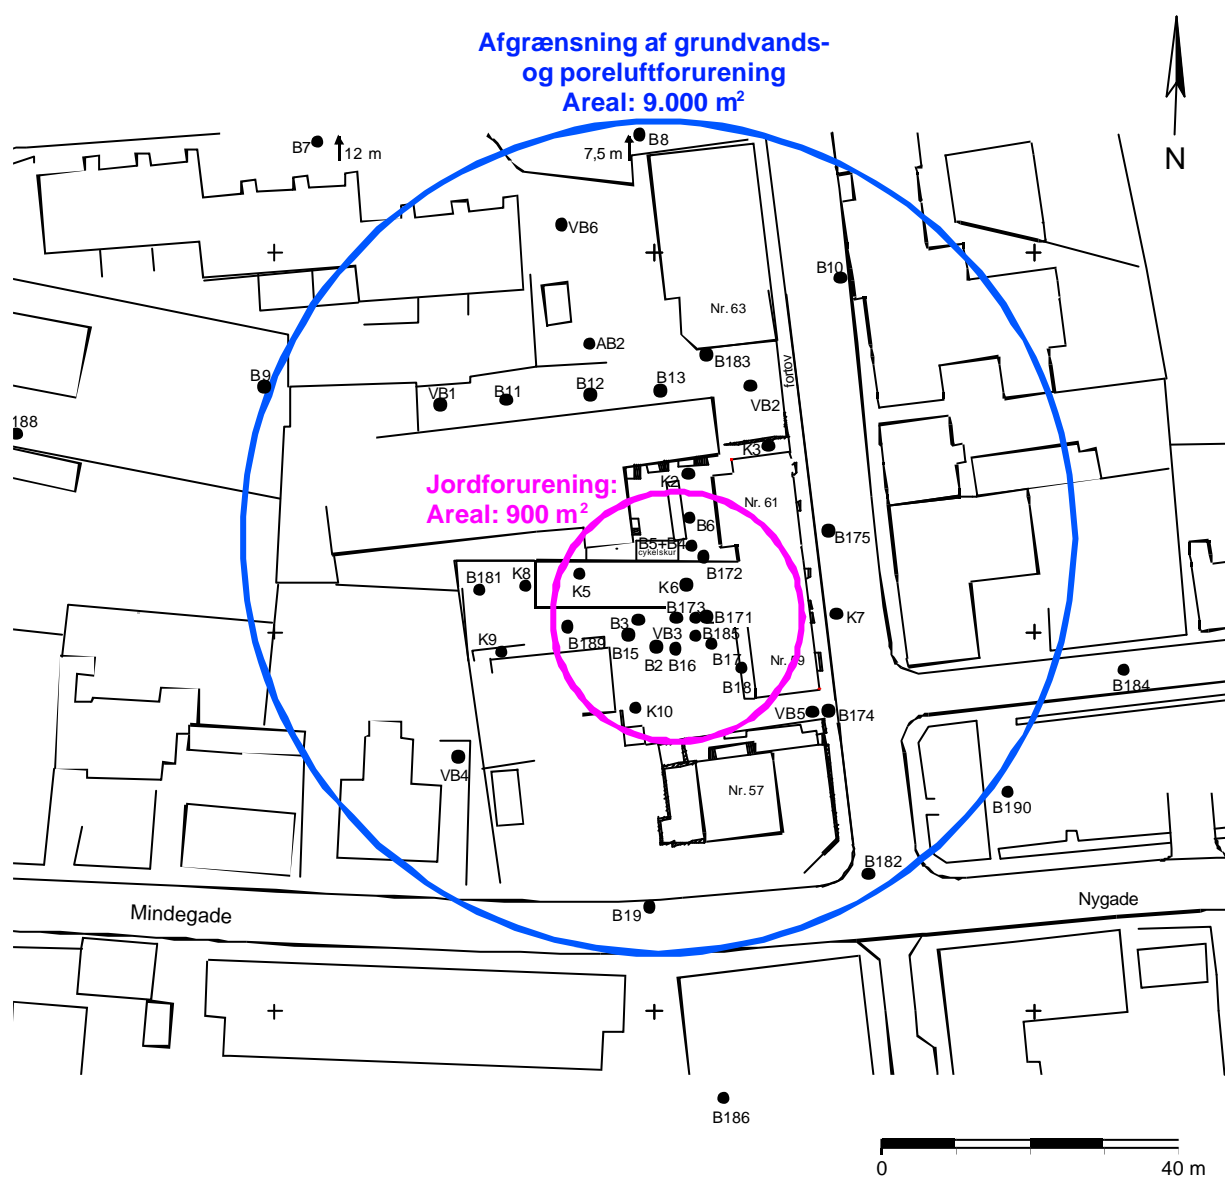 Afgrænsning af grundvands-
og poreluftforurening
Areal: 9.000 m²
N
B7
12 m
7,5 m
B8
VB6
B10
Nr. 63
AB2
B183
fortov
B9
VB1
B11
B12
B13
VB2
188
K3
Jordforurening:
Areal: 900 m²
K2
Nr. 61
B6
B5+B4
cykelskur
B175
B172
B181
K8
K5
K6
B173
B171
K7
B3
VB3
B185
K9
B189
B15
B2
B16
B17
Nr. 59
B18
B184
K10
VB5
B174
VB4
Nr. 57
B190
B182
Mindegade
B19
Nygade
B186
0
40 m